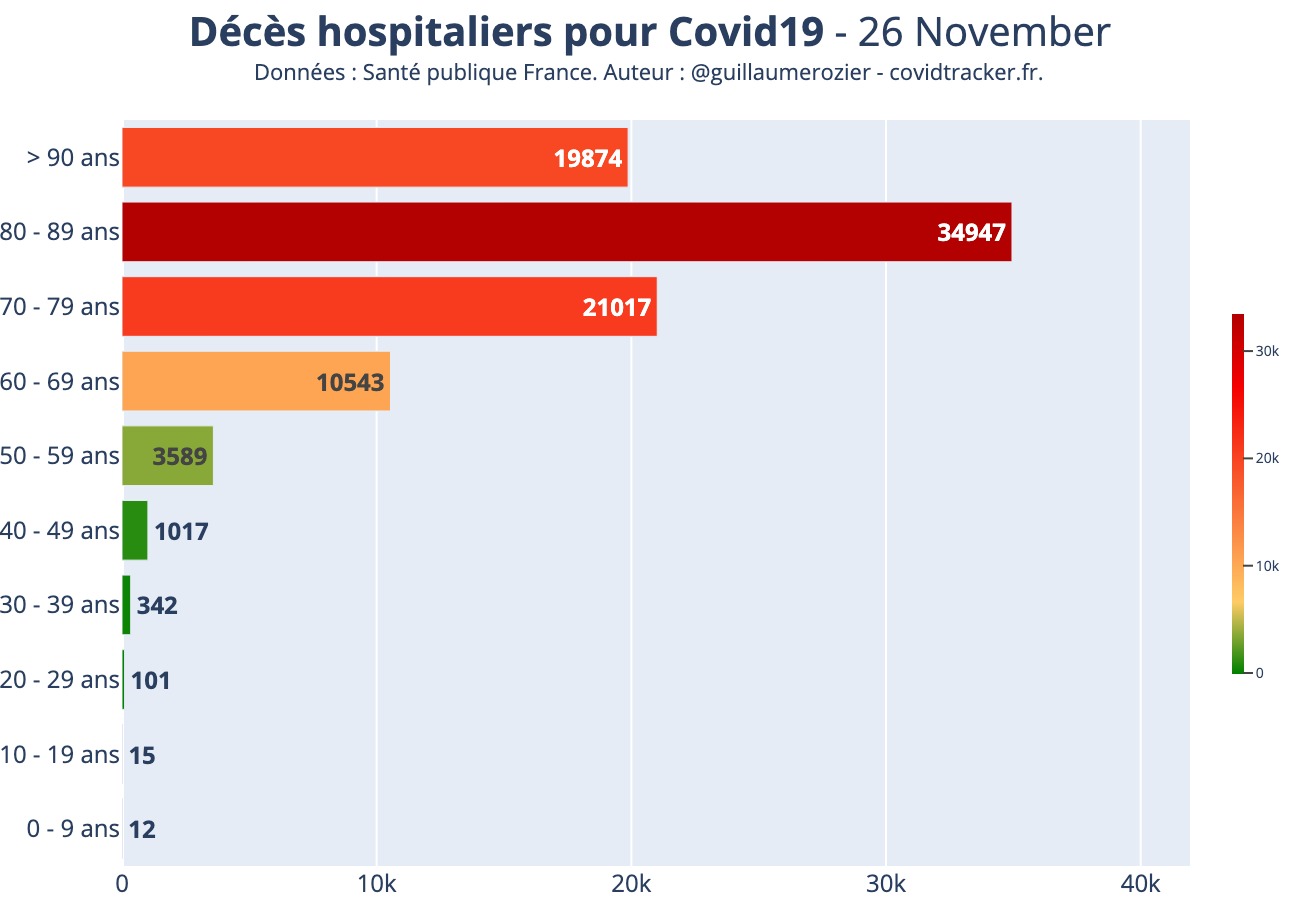 Décès hospitaliers pour Covid19 - 26 November
Données : Santé publique France. Auteur : @guillaumerozier - covidtracker.fr.
> 90 ans 19874
80 - 89 ans 34947
70 - 79 ans 21017
60 - 69 ans 10543
50 - 59 ans 3589
40 - 49 ans 1017
30 - 39 ans 342
20 - 29 ans 101
10 - 19 ans 15
0 - 9 ans 12
0 10k 20k 30k 40k
30k
20k
10k
0